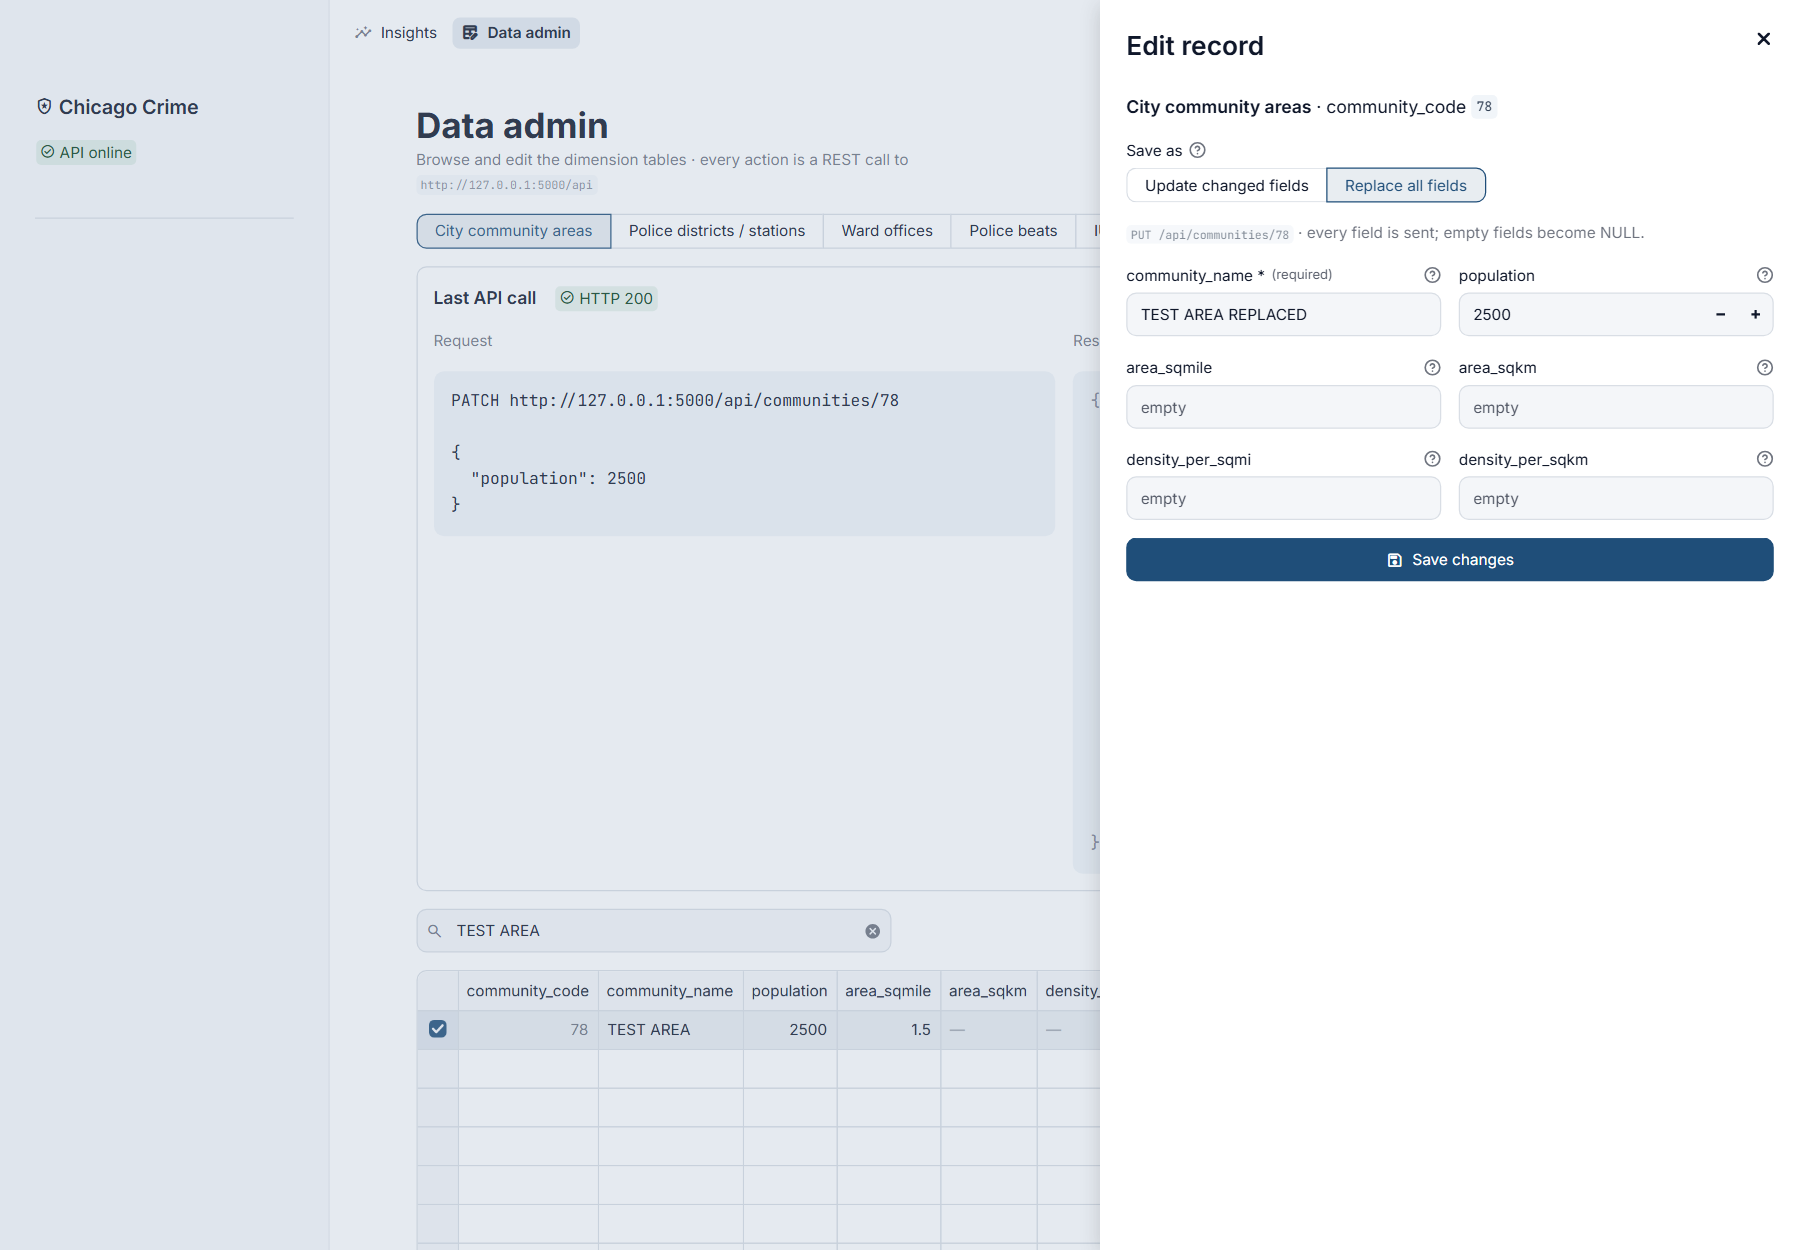 Chicago Crime
API online
Insights
Data admin
Data admin
Browse and edit the dimension tables · every action is a REST call to
http://127.0.0.1:5000/api
City community areas
Police districts / stations
Ward offices
Police beats
Last API call
HTTP 200
Request
PATCH http://127.0.0.1:5000/api/communities/78
{
"population": 2500
}
Res
{
}
TEST AREA
community_code community_name population area_sqmile area_sqkm density_
78 TEST AREA 2500 1.5 — —
Edit record
City community areas · community_code 78
Save as
Update changed fields
Replace all fields
PUT /api/communities/78 · every field is sent; empty fields become NULL.
community_name * (required)
population
TEST AREA REPLACED
2500
area_sqmile
area_sqkm
empty
empty
density_per_sqmi
density_per_sqkm
empty
empty
Save changes